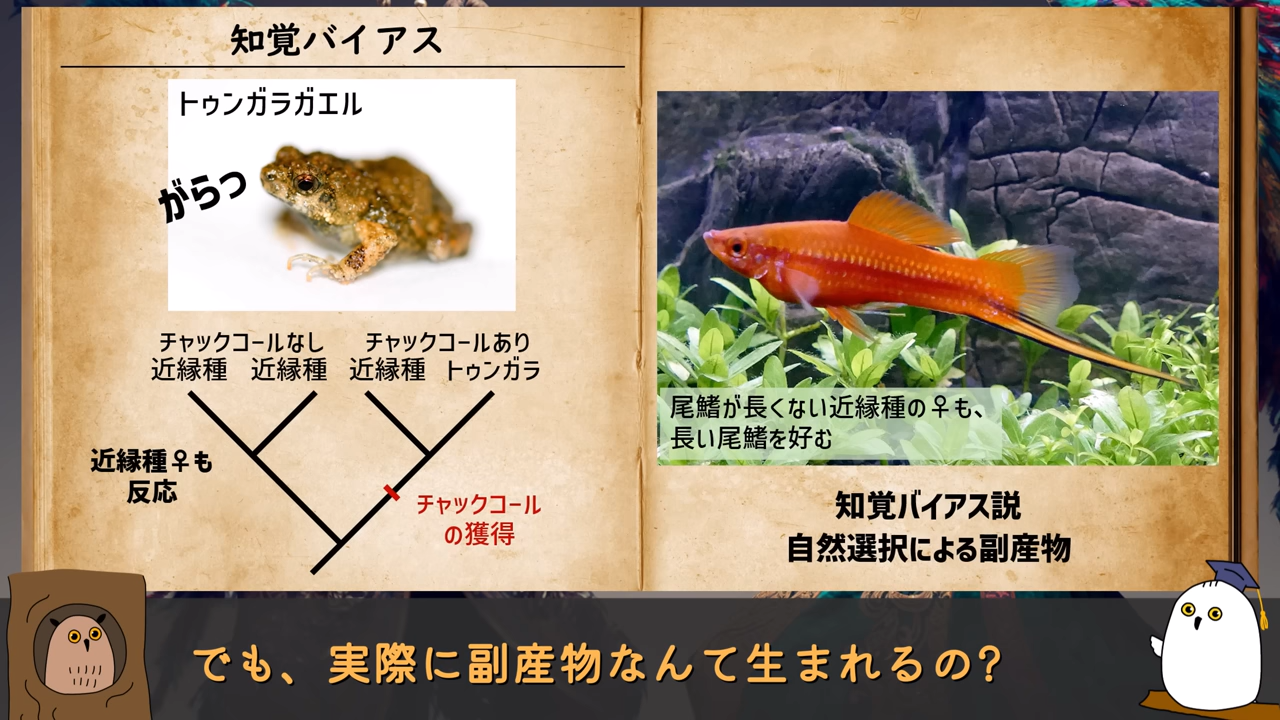 知覚バイアス
トゥンガラガエル
がらっ
チャックコールなし
チャックコールあり
近縁種
近縁種
近縁種
トゥンガラ
近縁種♀も
反応
チャックコール
の獲得
尾鰭が長くない近縁種の♀も、
長い尾鰭を好む
知覚バイアス説
自然選択による副産物
でも、実際に副産物なんて生まれるの?